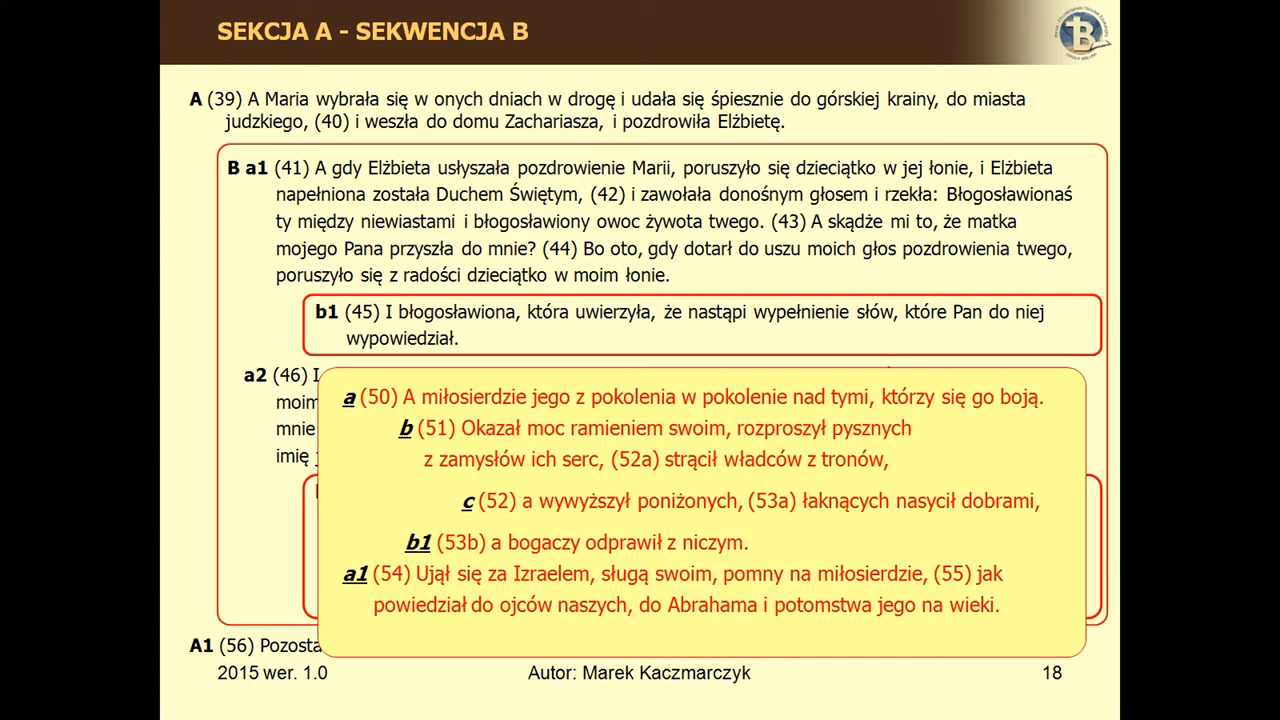 SEKCJA A - SEKWENCJA B
A (39) A Maria wybrała się w onych dniach w drogę i udała się śpiesznie do górskiej krainy, do miasta
judzkiego, (40) i weszła do domu Zachariasza, i pozdrowiła Elżbietę.
B a1 (41) A gdy Elżbieta usłyszała pozdrowienie Marii, poruszyło się dzieciątko w jej łonie, i Elżbieta
napełniona została Duchem Świętym, (42) i zawołała donośnym głosem i rzekła: Błogosławionaś
ty między niewiastami i błogosławiony owoc żywota twego. (43) A skądże mi to, że matka
mojego Pana przyszła do mnie? (44) Bo oto, gdy dotarł do uszu moich głos pozdrowienia twego,
poruszyło się z radości dzieciątko w moim łonie.
b1 (45) I błogosławiona, która uwierzyła, że nastąpi wypełnienie słów, które Pan do niej
wypowiedział.
a2 (46) I
moim
mnie
imię
a (50) A miłosierdzie jego z pokolenia w pokolenie nad tymi, którzy się go boją.
b (51) Okazał moc ramieniem swoim, rozproszył pysznych
z zamysłów ich serc, (52a) strącił władców z tronów,
c (52) a wywyższył poniżonych, (53a) łaknących nasycił dobrami,
b1 (53b) a bogaczy odprawił z niczym.
a1 (54) Ujął się za Izraelem, sługą swoim, pomny na miłosierdzie, (55) jak
powiedział do ojców naszych, do Abrahama i potomstwa jego na wieki.
A1 (56) Pozosta
2015 wer. 1.0 Autor: Marek Kaczmarczyk 18